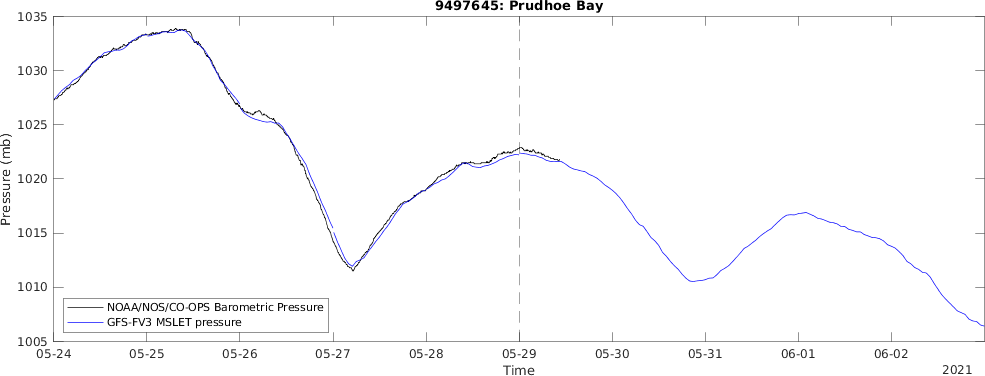 9497645: Prudhoe Bay
1035
1030
1025
1020
1015
1010
1005
Pressure (mb)
NOAA/NOS/CO-OPS Barometric Pressure
GFS-FV3 MSLET pressure
05-24 05-25 05-26 05-27 05-28 05-29 05-30 05-31 06-01 06-02
Time
2021